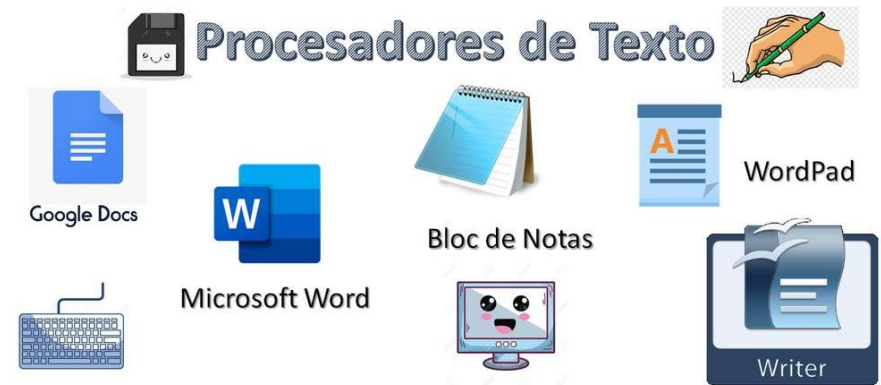 Procesadores de Texto
Google Docs
W
Microsoft Word
Bloc de Notas
A
WordPad
Writer